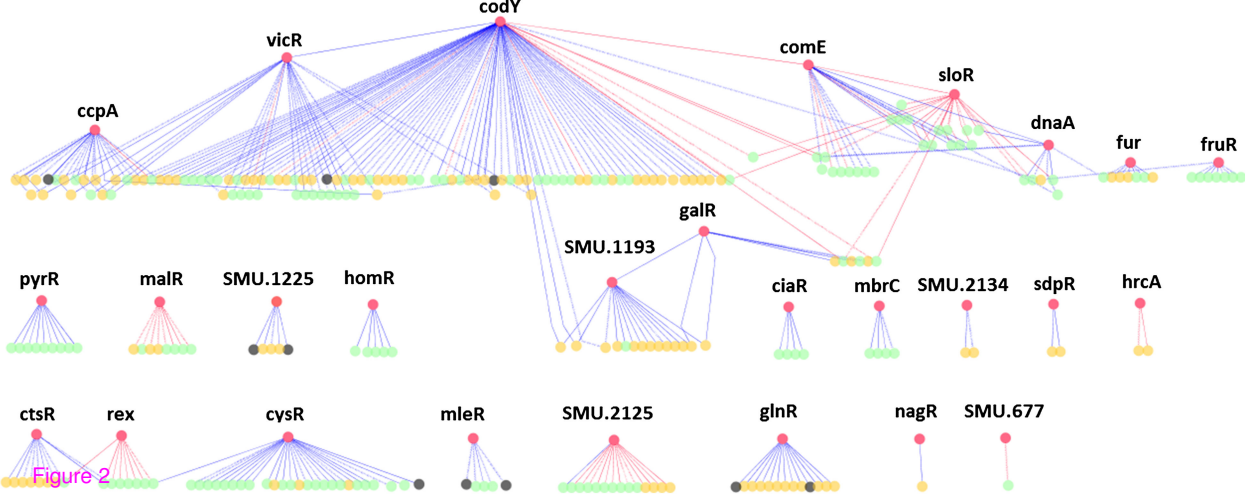 codY
vicR
comE
sloR
ccpA
dnaA
fur
fruR
galR
SMU.1193
pyrR
malR
SMU.1225
homR
ciaR
mbrC
SMU.2134
sdpR
hrcA
ctsR
rex
cysR
mleR
SMU.2125
glnR
nagR
SMU.677
Figure 2